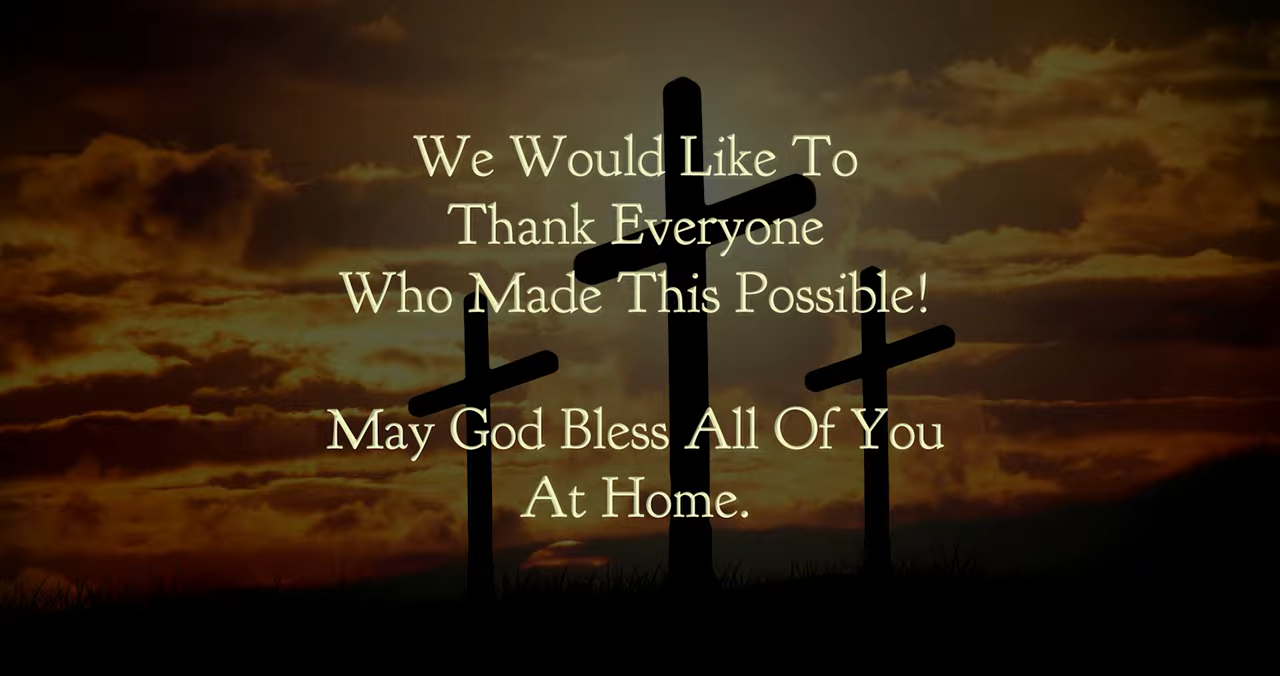 We Would Like To
Thank Everyone
Who Made This Possible!
May God Bless All Of You
At Home.